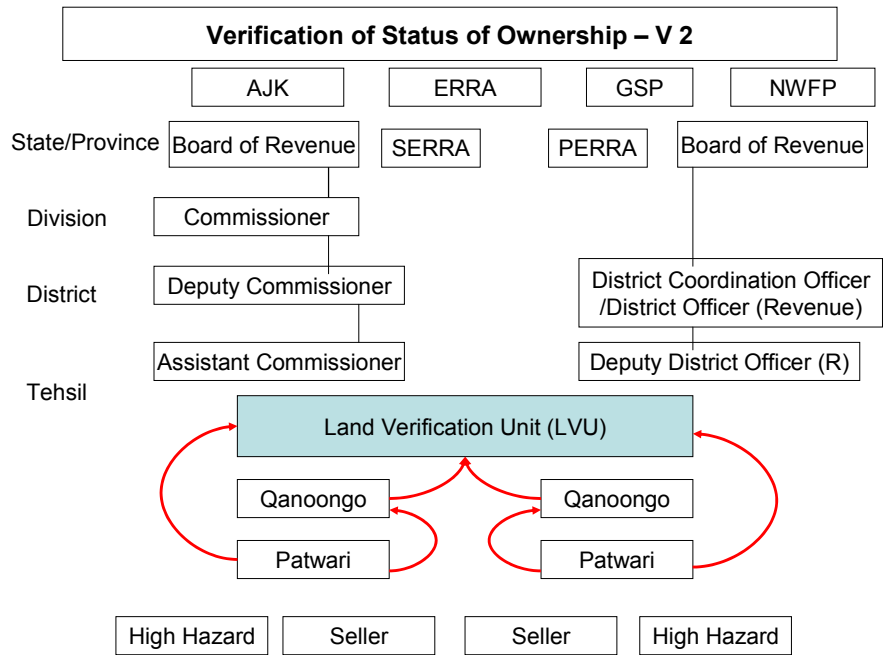 Verification of Status of Ownership – V 2
AJK ERRA GSP NWFP
State/Province Board of Revenue SERRA PERRA Board of Revenue
Division Commissioner
District Deputy Commissioner District Coordination Officer
/District Officer (Revenue)
Assistant Commissioner Deputy District Officer (R)
Tehsil
Land Verification Unit (LVU)
Qanoongo Qanoongo
Patwari Patwari
High Hazard Seller Seller High Hazard